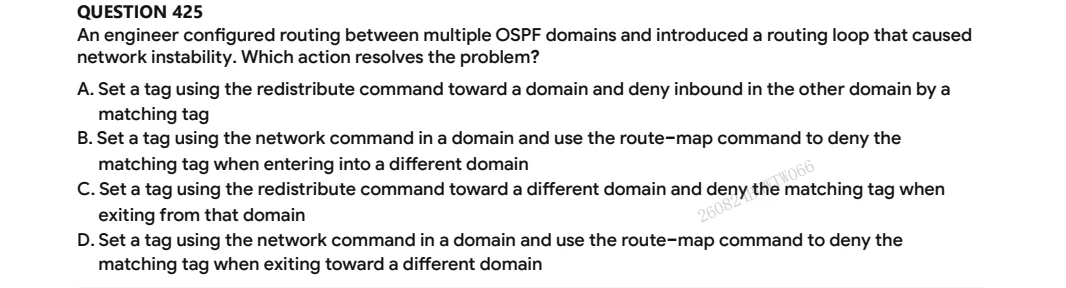 QUESTION 425
An engineer configured routing between multiple OSPF domains and introduced a routing loop that caused
network instability. Which action resolves the problem?
A. Set a tag using the redistribute command toward a domain and deny inbound in the other domain by a
matching tag
B. Set a tag using the network command in a domain and use the route-map command to deny the
matching tag when entering into a different domain
C. Set a tag using the redistribute command toward a different domain and deny the matching tag when
exiting from that domain
D. Set a tag using the network command in a domain and use the route-map command to deny the
matching tag when exiting toward a different domain